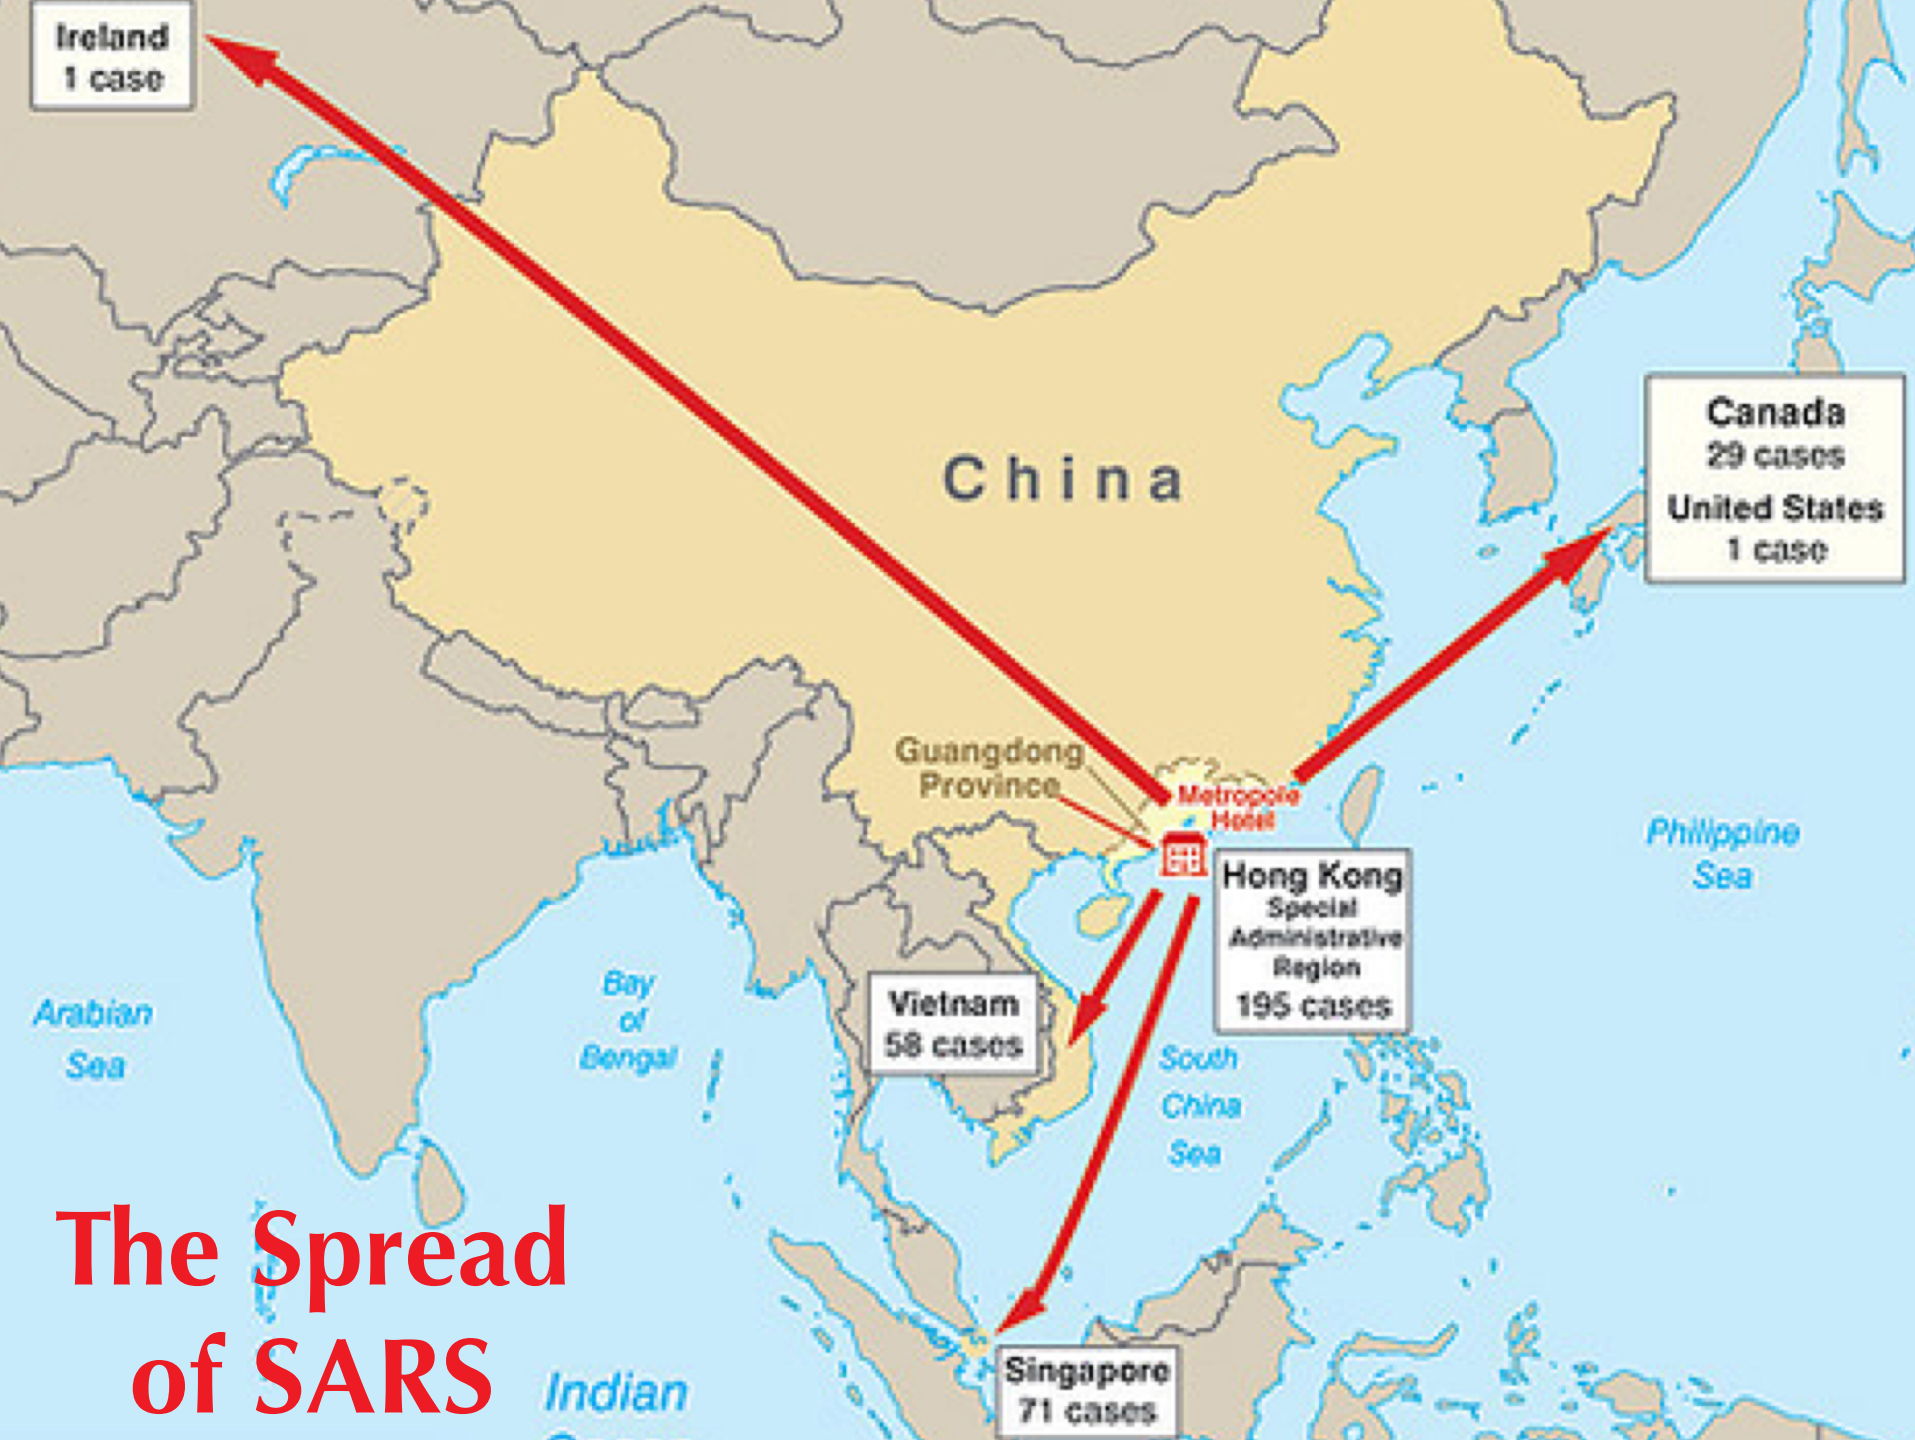 Ireland
1 case
China
Canada
29 cases
United States
1 case
Guangdong
Province
Metropole
Hotel
Philippine
Sea
Hong Kong
Special
Administrative
Region
195 cases
Vietnam
58 cases
Arabian
Sea
Bay
of
Bengal
South
China
Sea
The Spread
of SARS
Indian
Singapore
71 cases